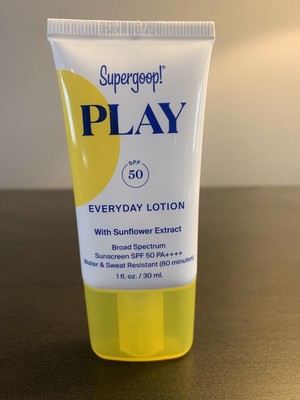 Supergoop!™
PLAY
SPF
50
EVERYDAY LOTION
With Sunflower Extract
Broad Spectrum
Sunscreen SPF 50 PA++++
Water & Sweat Resistant (80 minutes)
1 fl. oz. / 30 ml.